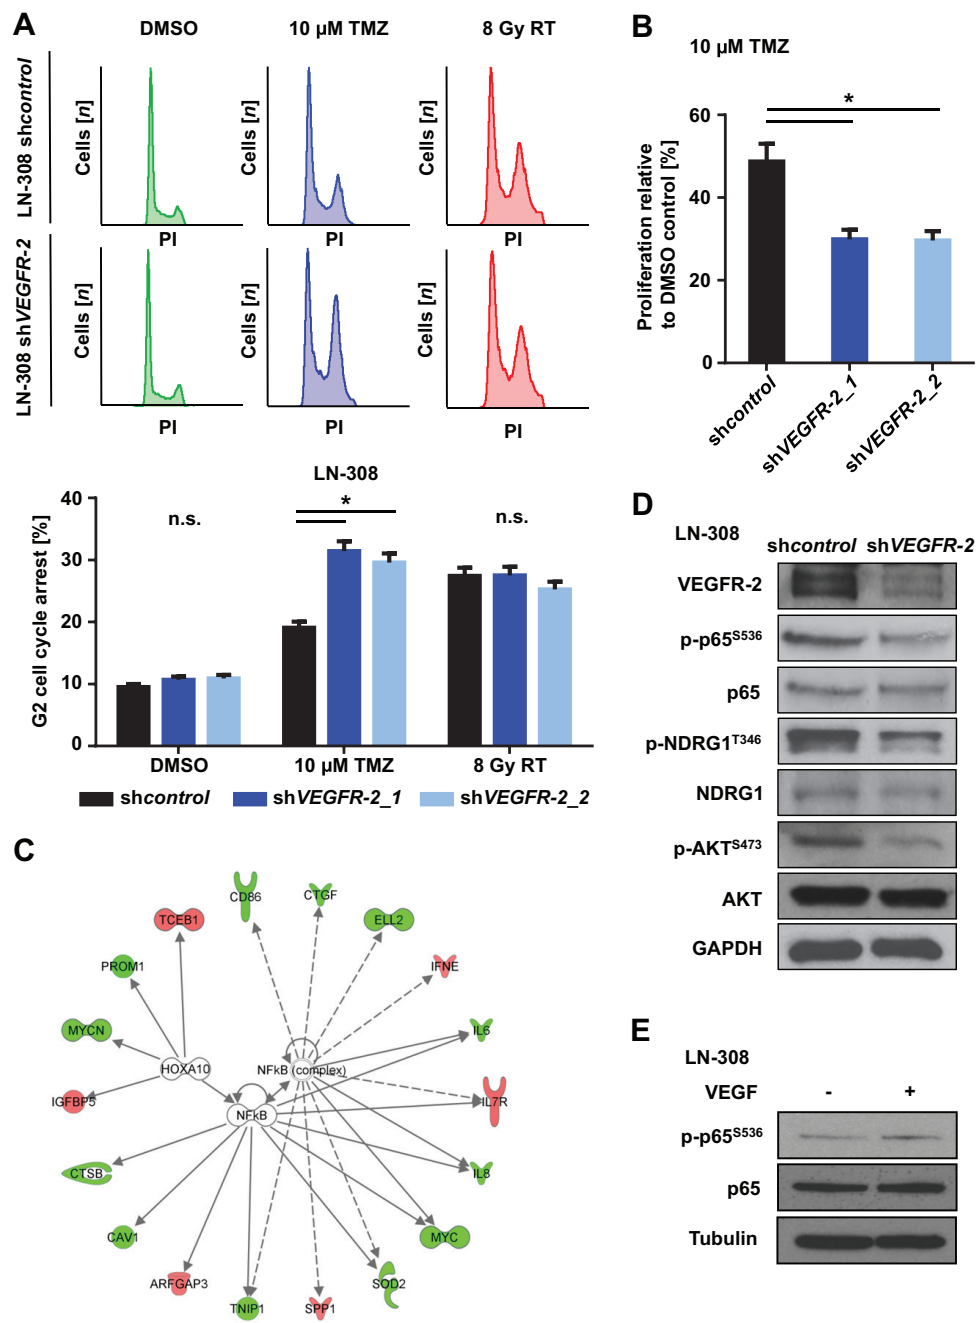 A
DMSO
10 µM TMZ
8 Gy RT
LN-308 shcontrol
Cells [n]
Cells [n]
Cells [n]
PI
PI
PI
LN-308 shVEGFR-2
Cells [n]
Cells [n]
Cells [n]
PI
PI
PI
LN-308
G2 cell cycle arrest [%]
40
30
20
10
0
n.s.
*
n.s.
DMSO
10 µM TMZ
8 Gy RT
shcontrol
shVEGFR-2_1
shVEGFR-2_2
B
10 µM TMZ
Proliferation relative
to DMSO control [%]
60
40
20
0
*
shcontrol
shVEGFR-2_1
shVEGFR-2_2
C
CD86
CTGF
TCEB1
ELL2
PROM1
IFNE
MYCN
IL6
HOXA10
NFkB (complex)
IGFBP5
IL7R
NFkB
CTSB
IL8
CAV1
MYC
ARFGAP3
SOD2
TNIP1
SPP1
D
LN-308
shcontrol
shVEGFR-2
VEGFR-2
p-p65S536
p65
p-NDRG1T346
NDRG1
p-AKTS473
AKT
GAPDH
E
LN-308
VEGF
-
+
p-p65S536
p65
Tubulin